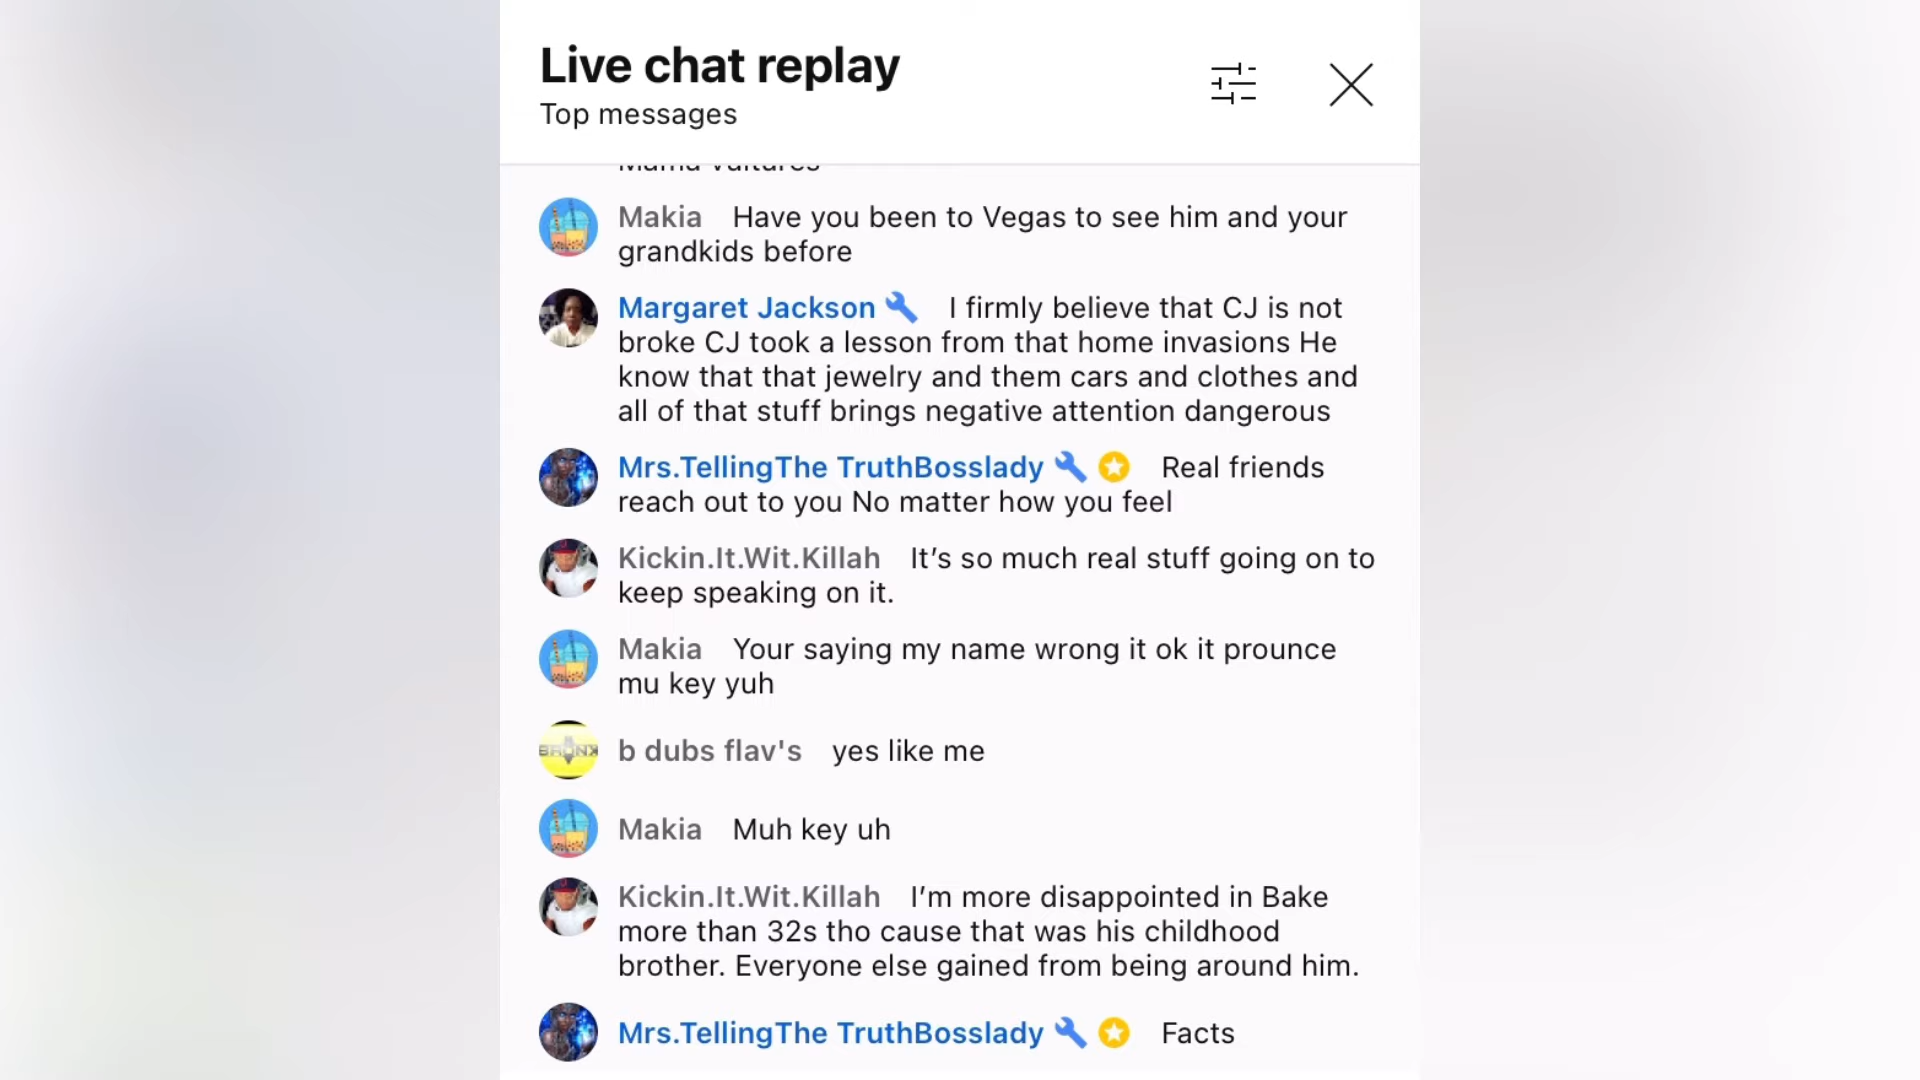 Live chat replay
Top messages
Mama vultures
Makia Have you been to Vegas to see him and your
grandkids before
Margaret Jackson I firmly believe that CJ is not
broke CJ took a lesson from that home invasions He
know that that jewelry and them cars and clothes and
all of that stuff brings negative attention dangerous
Mrs.TellingThe TruthBosslady Real friends
reach out to you No matter how you feel
Kickin.It.Wit.Killah It’s so much real stuff going on to
keep speaking on it.
Makia Your saying my name wrong it ok it prounce
mu key yuh
BRONX
b dubs flav's yes like me
Makia Muh key uh
Kickin.It.Wit.Killah I’m more disappointed in Bake
more than 32s tho cause that was his childhood
brother. Everyone else gained from being around him.
Mrs.TellingThe TruthBosslady Facts